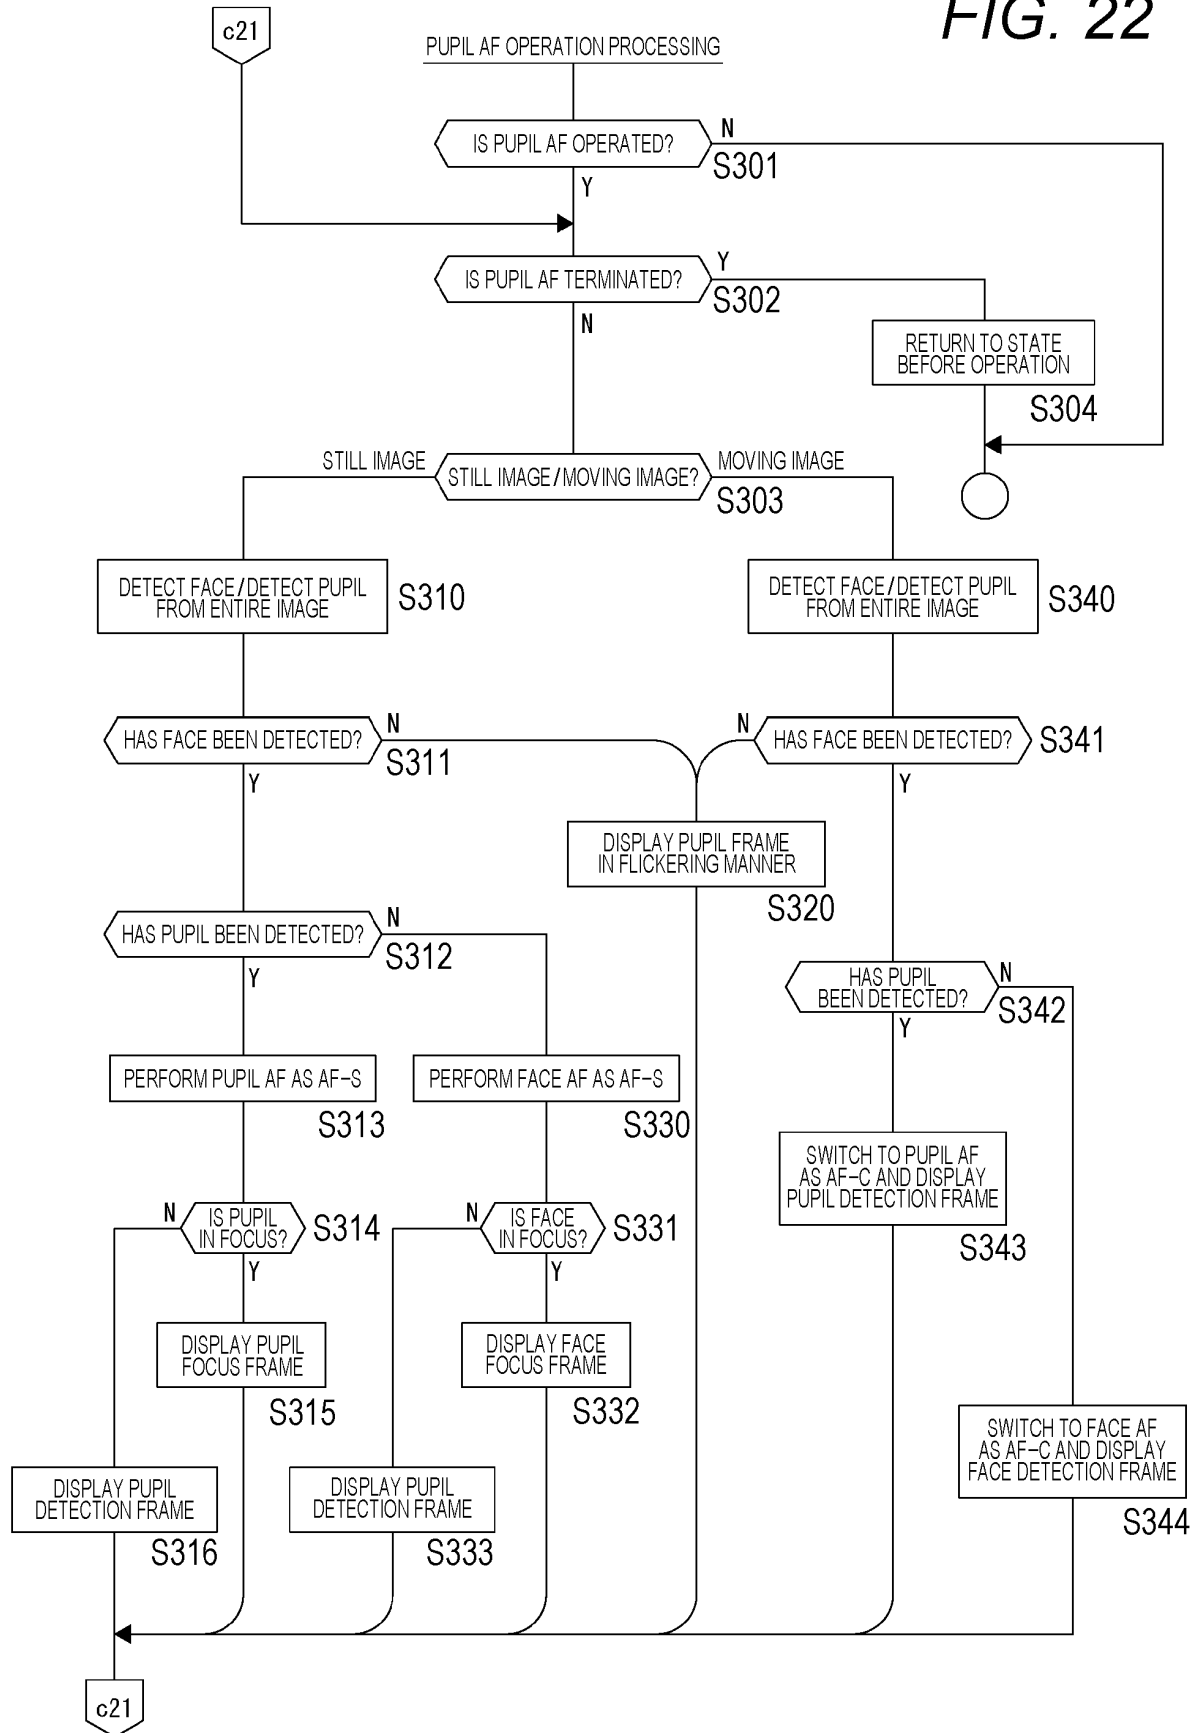 FIG. 22
c21
PUPIL AF OPERATION PROCESSING
IS PUPIL AF OPERATED?
N
S301
Y
IS PUPIL AF TERMINATED?
Y
S302
N
RETURN TO STATE
BEFORE OPERATION
S304
STILL IMAGE
STILL IMAGE/MOVING IMAGE?
MOVING IMAGE
S303
DETECT FACE/DETECT PUPIL
FROM ENTIRE IMAGE
S310
DETECT FACE/DETECT PUPIL
FROM ENTIRE IMAGE
S340
HAS FACE BEEN DETECTED?
N
S311
Y
N
HAS FACE BEEN DETECTED?
S341
Y
DISPLAY PUPIL FRAME
IN FLICKERING MANNER
S320
HAS PUPIL BEEN DETECTED?
N
S312
Y
HAS PUPIL
BEEN DETECTED?
N
S342
Y
PERFORM PUPIL AF AS AF-S
S313
PERFORM FACE AF AS AF-S
S330
SWITCH TO PUPIL AF
AS AF-C AND DISPLAY
PUPIL DETECTION FRAME
S343
N
IS PUPIL
IN FOCUS?
S314
Y
N
IS FACE
IN FOCUS?
S331
Y
DISPLAY PUPIL
FOCUS FRAME
S315
DISPLAY FACE
FOCUS FRAME
S332
SWITCH TO FACE AF
AS AF-C AND DISPLAY
FACE DETECTION FRAME
S344
DISPLAY PUPIL
DETECTION FRAME
S316
DISPLAY PUPIL
DETECTION FRAME
S333
c21